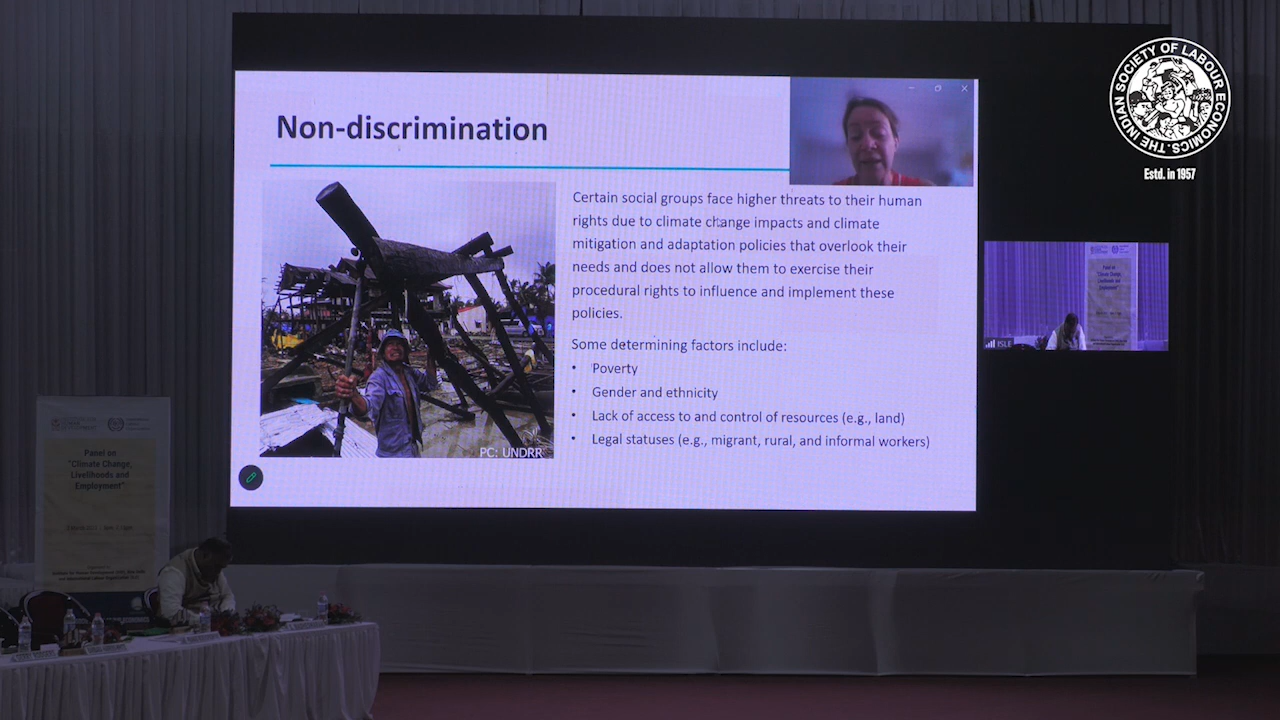 Non-discrimination
Certain social groups face higher threats to their human
rights due to climate change impacts and climate
mitigation and adaptation policies that overlook their
needs and does not allow them to exercise their
procedural rights to influence and implement these
policies.
Some determining factors include:
• Poverty
• Gender and ethnicity
• Lack of access to and control of resources (e.g., land)
• Legal statuses (e.g., migrant, rural, and informal workers)
PC: UNDRR
THE INDIAN SOCIETY OF LABOUR ECONOMICS.
Estd. in 1957
ISLE
Panel on
"Climate Change,
Livelihoods and
Employment"